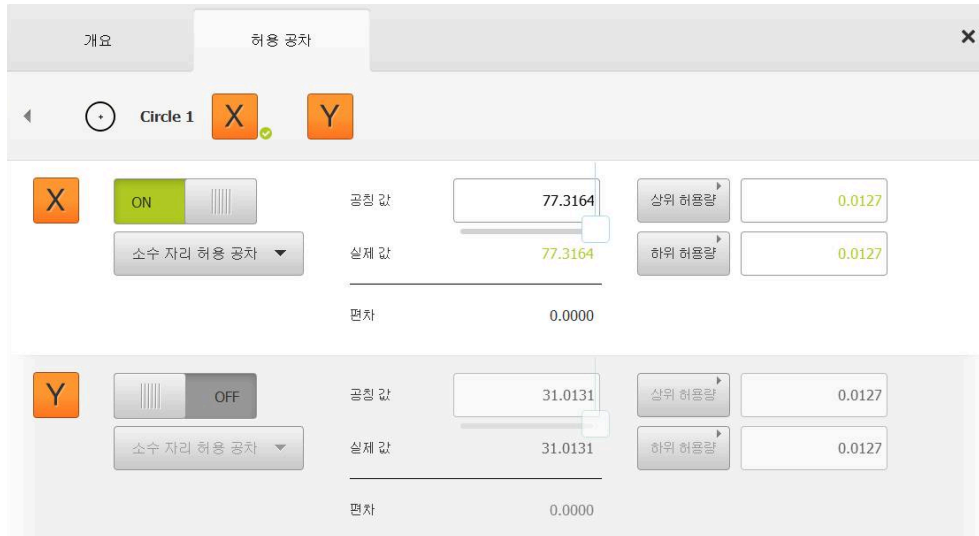 개요 허용 공차
Circle 1 X Y
X ON 공칭 값 77.3164 상위 허용량 0.0127
소수 자리 허용 공차 실제 값 77.3164 하위 허용량 0.0127
편차 0.0000
Y OFF 공칭 값 31.0131 상위 허용량 0.0127
소수 자리 허용 공차 실제 값 31.0131 하위 허용량 0.0127
편차 0.0000